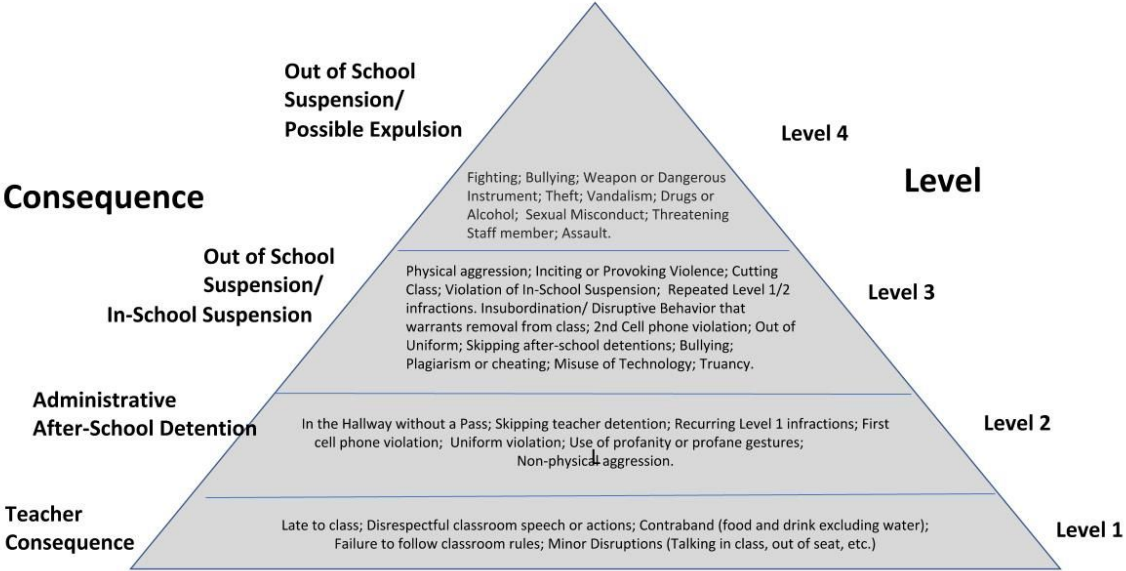 Out of School
Suspension/
Possible Expulsion
Level 4
Consequence
Level
Fighting; Bullying; Weapon or Dangerous
Instrument; Theft; Vandalism; Drugs or
Alcohol; Sexual Misconduct; Threatening
Staff member; Assault.
Out of School
Suspension/
In-School Suspension
Level 3
Physical aggression; Inciting or Provoking Violence; Cutting
Class; Violation of In-School Suspension; Repeated Level 1/2
infractions. Insubordination/ Disruptive Behavior that
warrants removal from class; 2nd Cell phone violation; Out of
Uniform; Skipping after-school detentions; Bullying;
Plagiarism or cheating; Misuse of Technology; Truancy.
Administrative
After-School Detention
Level 2
In the Hallway without a Pass; Skipping teacher detention; Recurring Level 1 infractions; First
cell phone violation; Uniform violation; Use of profanity or profane gestures;
L
Non-physical aggression.
Teacher
Consequence
Level 1
Late to class; Disrespectful classroom speech or actions; Contraband (food and drink excluding water);
Failure to follow classroom rules; Minor Disruptions (Talking in class, out of seat, etc.)